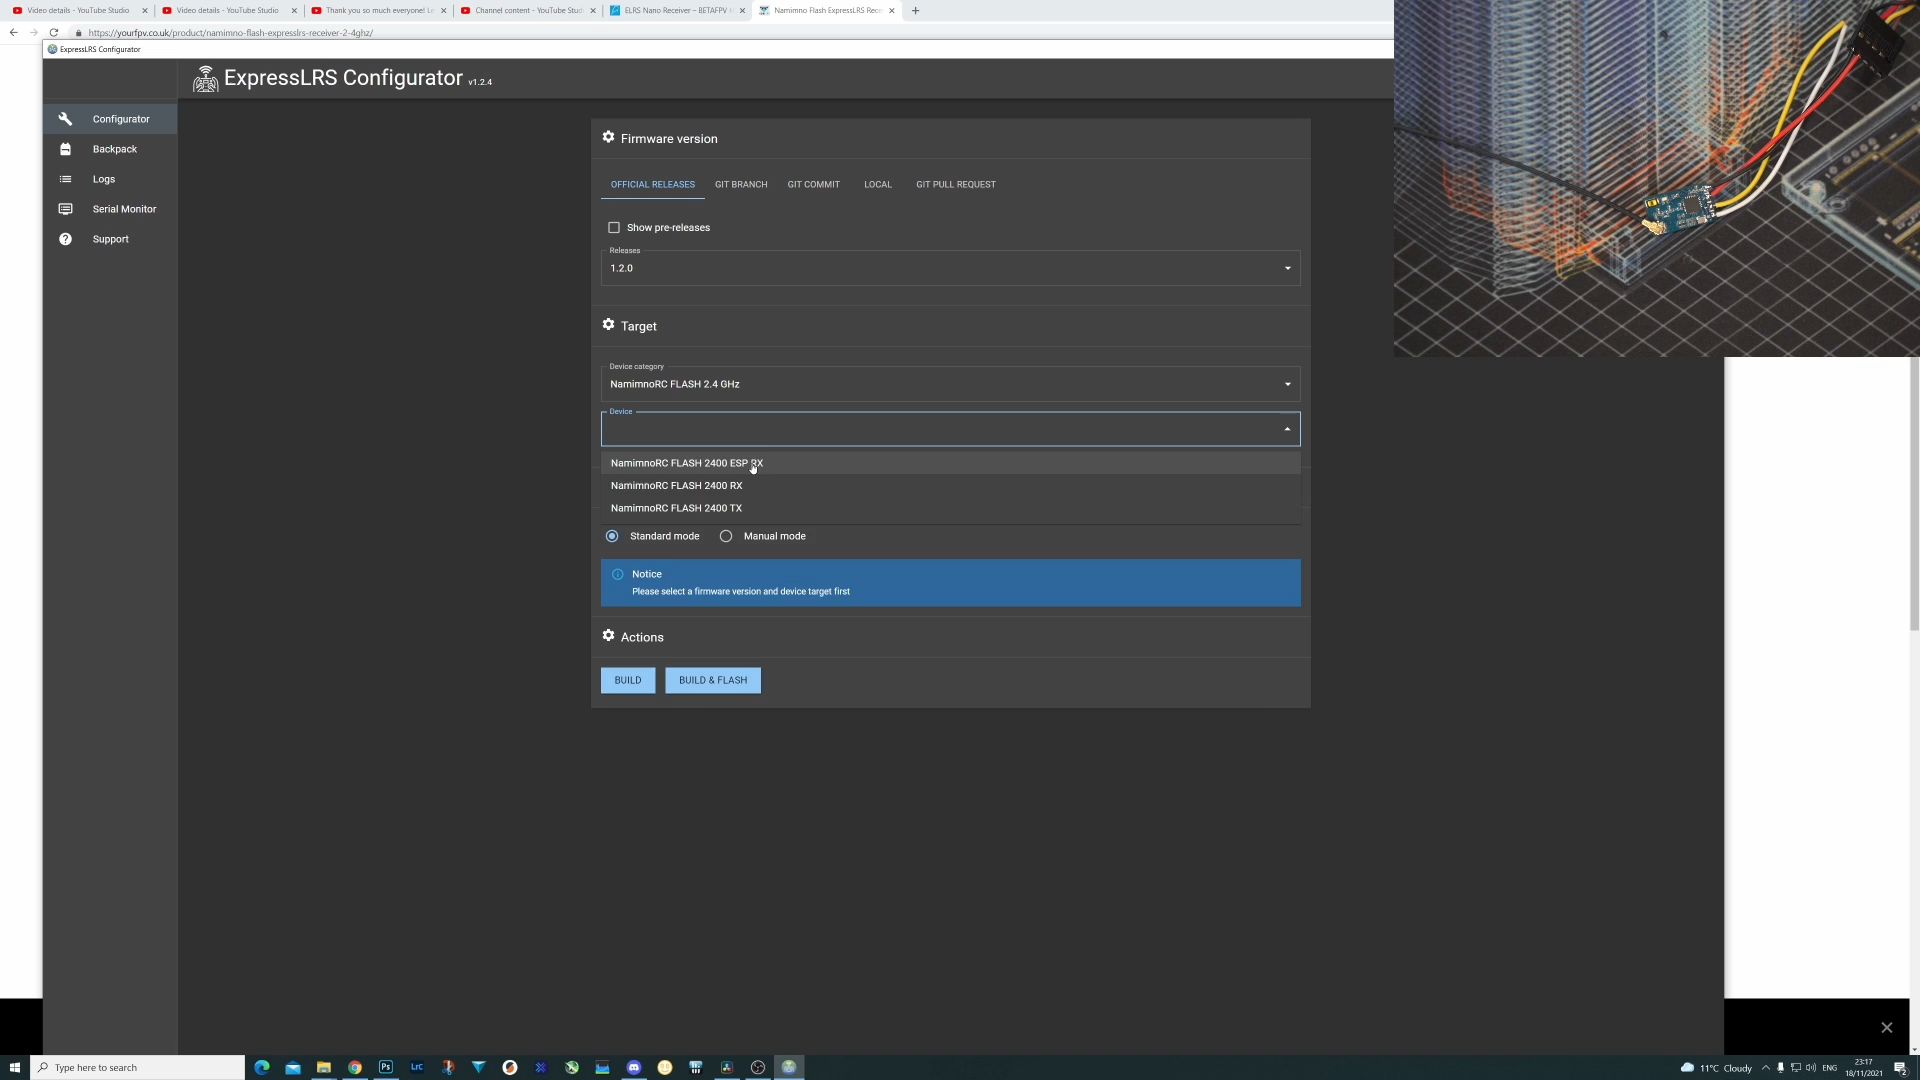 Video details - YouTube Studio
Video details - YouTube Studio
Thank you so much everyone! Le
Channel content - YouTube Studi
ELRS Nano Receiver – BETAFPV H
Namimno Flash ExpressLRS Rece
https://yourfpv.co.uk/product/namimno-flash-expresslrs-receiver-2-4ghz/
ExpressLRS Configurator
ExpressLRS Configurator v1.2.4
Configurator
Backpack
Logs
Serial Monitor
Support
Firmware version
OFFICIAL RELEASES GIT BRANCH GIT COMMIT LOCAL GIT PULL REQUEST
Show pre-releases
Releases
1.2.0
Target
Device category
NamimnoRC FLASH 2.4 GHz
Device
NamimnoRC FLASH 2400 ESP RX
NamimnoRC FLASH 2400 RX
NamimnoRC FLASH 2400 TX
Standard mode Manual mode
Notice
Please select a firmware version and device target first
Actions
BUILD BUILD & FLASH
Type here to search
Ps
Lrc
11°C Cloudy
ENG
23:17
18/11/2021
2